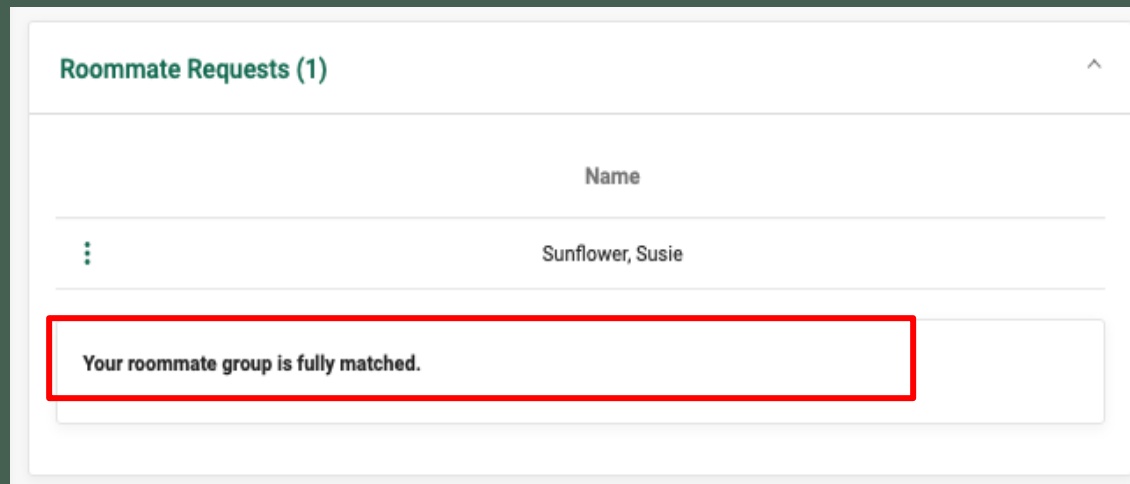 Roommate Requests (1)
Name
Sunflower, Susie
Your roommate group is fully matched.